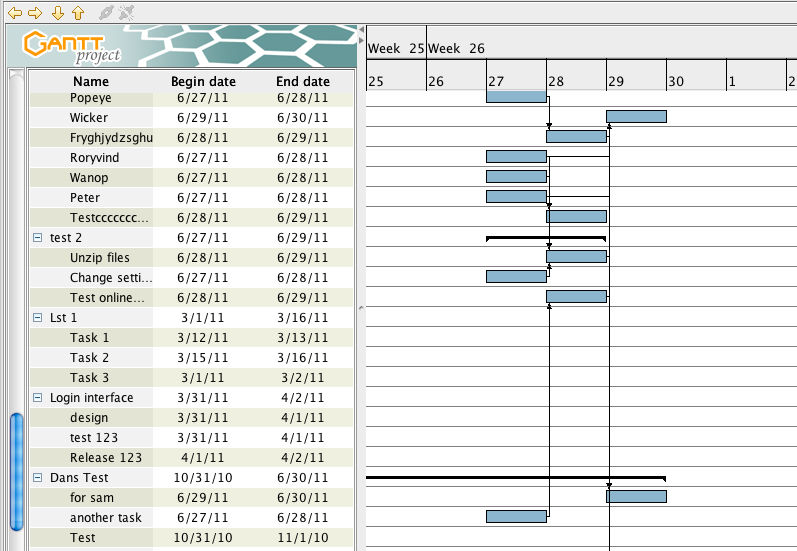 GANTT
project
Week 25 Week 26
25 26 27 28 29 30 1 2
Name Begin date End date
Popeye 6/27/11 6/28/11
Wicker 6/29/11 6/30/11
Fryghjydzsghu 6/28/11 6/29/11
Roryvind 6/27/11 6/28/11
Wanop 6/27/11 6/28/11
Peter 6/27/11 6/28/11
Testccccccc... 6/28/11 6/29/11
test 2 6/27/11 6/29/11
Unzip files 6/28/11 6/29/11
Change setti... 6/27/11 6/28/11
Test online... 6/28/11 6/29/11
Lst 1 3/1/11 3/16/11
Task 1 3/12/11 3/13/11
Task 2 3/15/11 3/16/11
Task 3 3/1/11 3/2/11
Login interface 3/31/11 4/2/11
design 3/31/11 4/1/11
test 123 3/31/11 4/1/11
Release 123 4/1/11 4/2/11
Dans Test 10/31/10 6/30/11
for sam 6/29/11 6/30/11
another task 6/27/11 6/28/11
Test 10/31/10 11/1/10